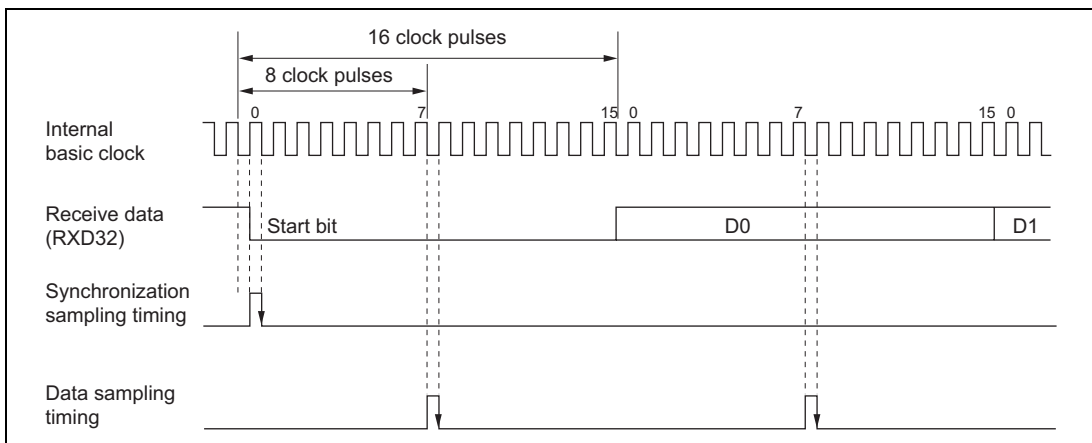 16 clock pulses
8 clock pulses
0 7 15 0 7 15 0
Internal
basic clock
Receive data
(RXD32)
Start bit D0 D1
Synchronization
sampling timing
Data sampling
timing